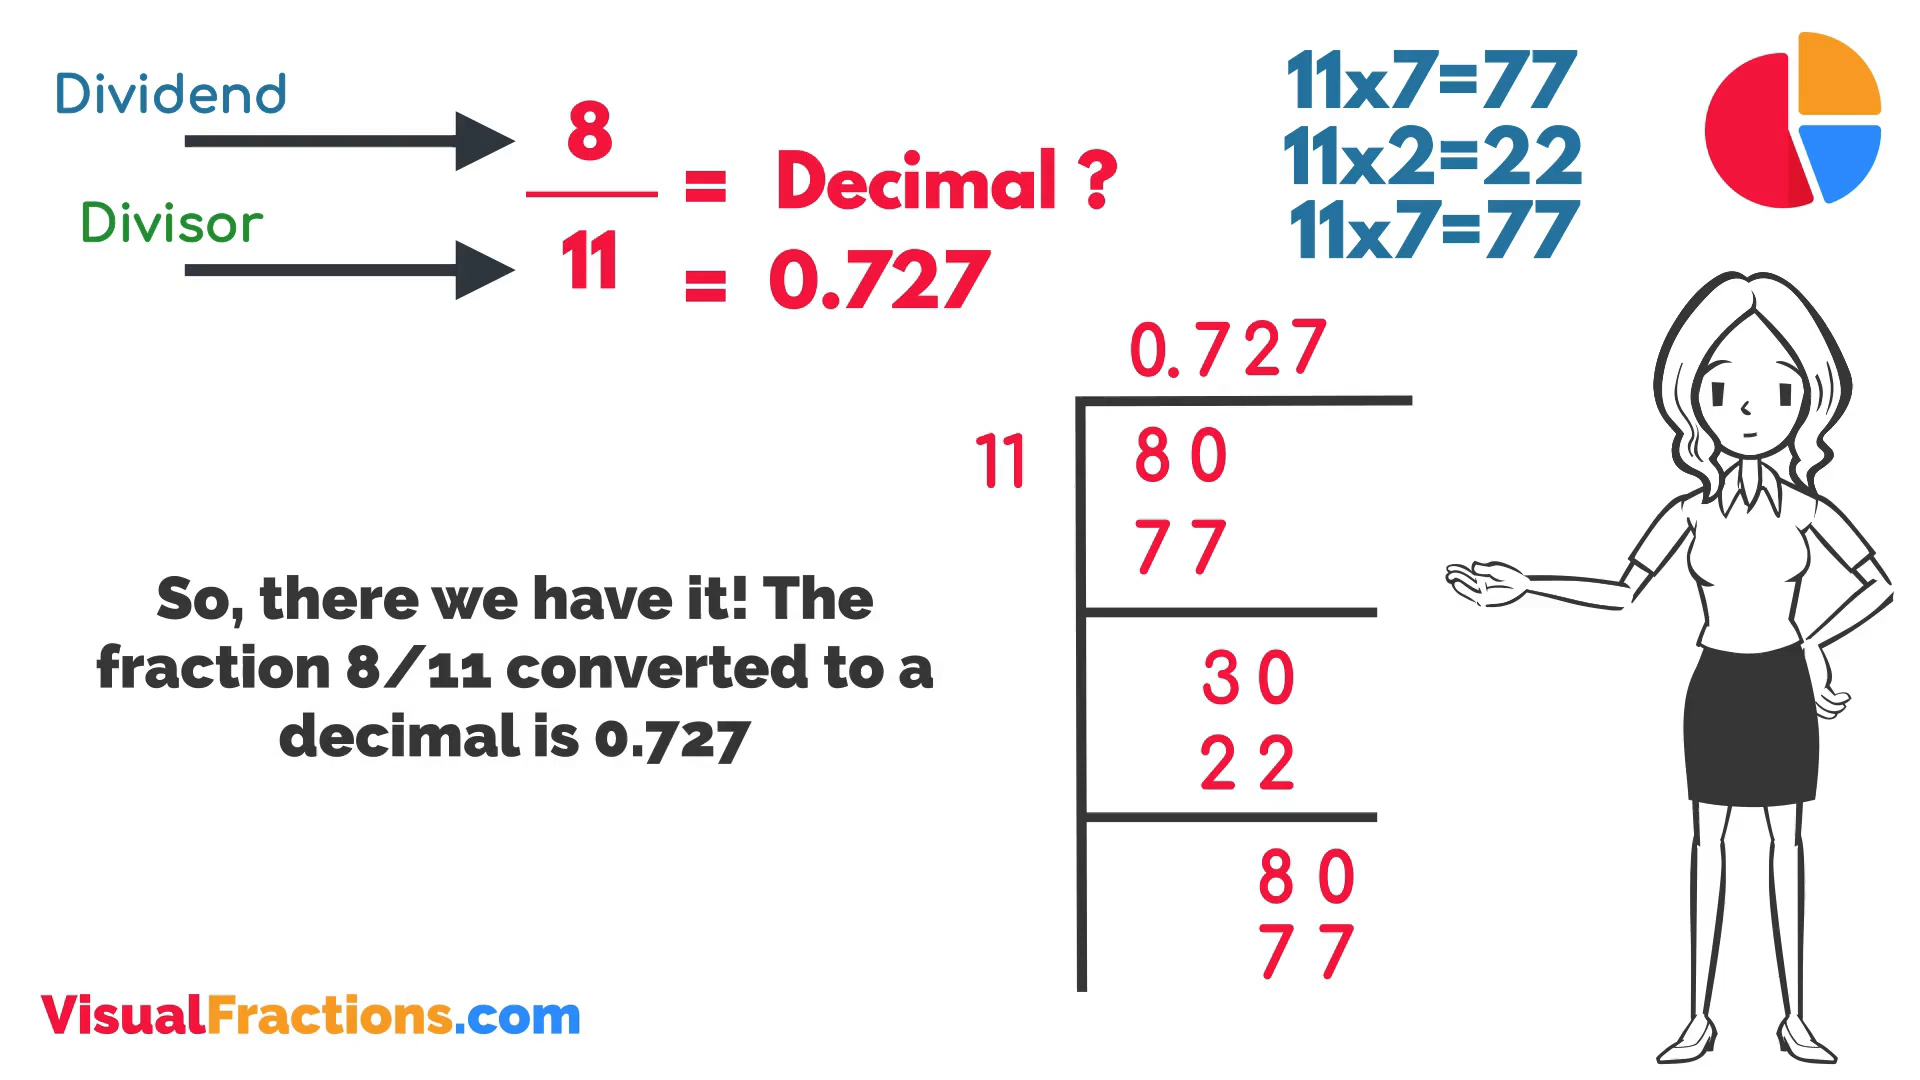 Dividend
Divisor
8
11
= Decimal ?
= 0.727
11x7=77
11x2=22
11x7=77
0.727
11
80
77
30
22
80
77
So, there we have it! The
fraction 8/11 converted to a
decimal is 0.727
VisualFractions.com